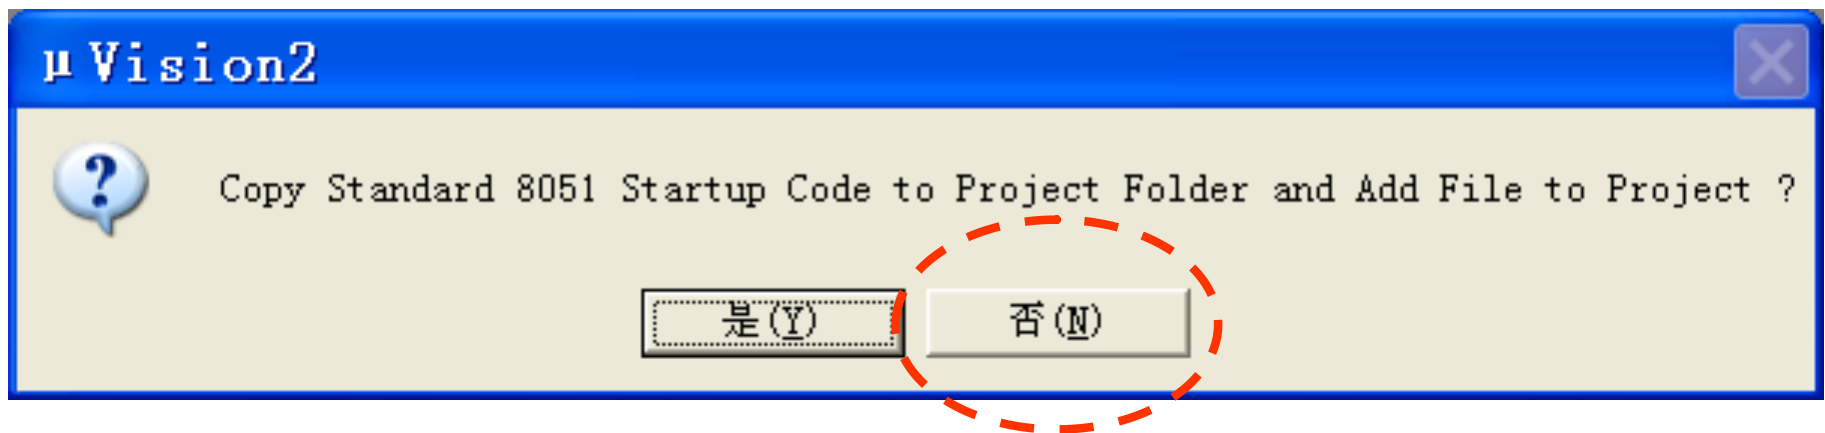 μVision2
Copy Standard 8051 Startup Code to Project Folder and Add File to Project ?
是(Y) 否(N)